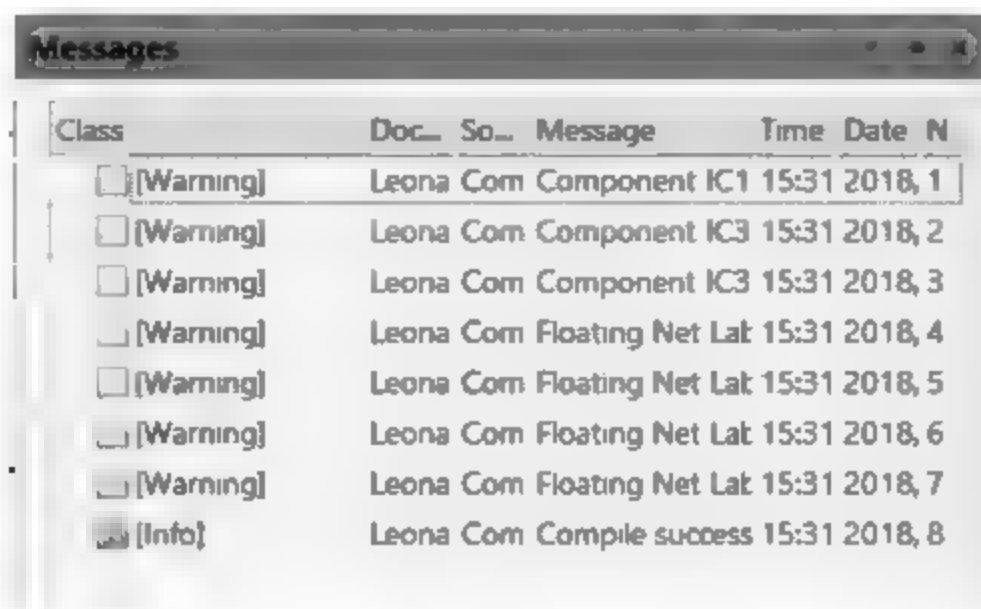 Messages
Class Doc... So... Message Time Date N
[Warning] Leona Com Component IC1 15:31 2018, 1
[Warning] Leona Com Component IC3 15:31 2018, 2
[Warning] Leona Com Component IC3 15:31 2018, 3
[Warning] Leona Com Floating Net Lab 15:31 2018, 4
[Warning] Leona Com Floating Net Lab 15:31 2018, 5
[Warning] Leona Com Floating Net Lab 15:31 2018, 6
[Warning] Leona Com Floating Net Lab 15:31 2018, 7
[Info] Leona Com Compile success 15:31 2018, 8